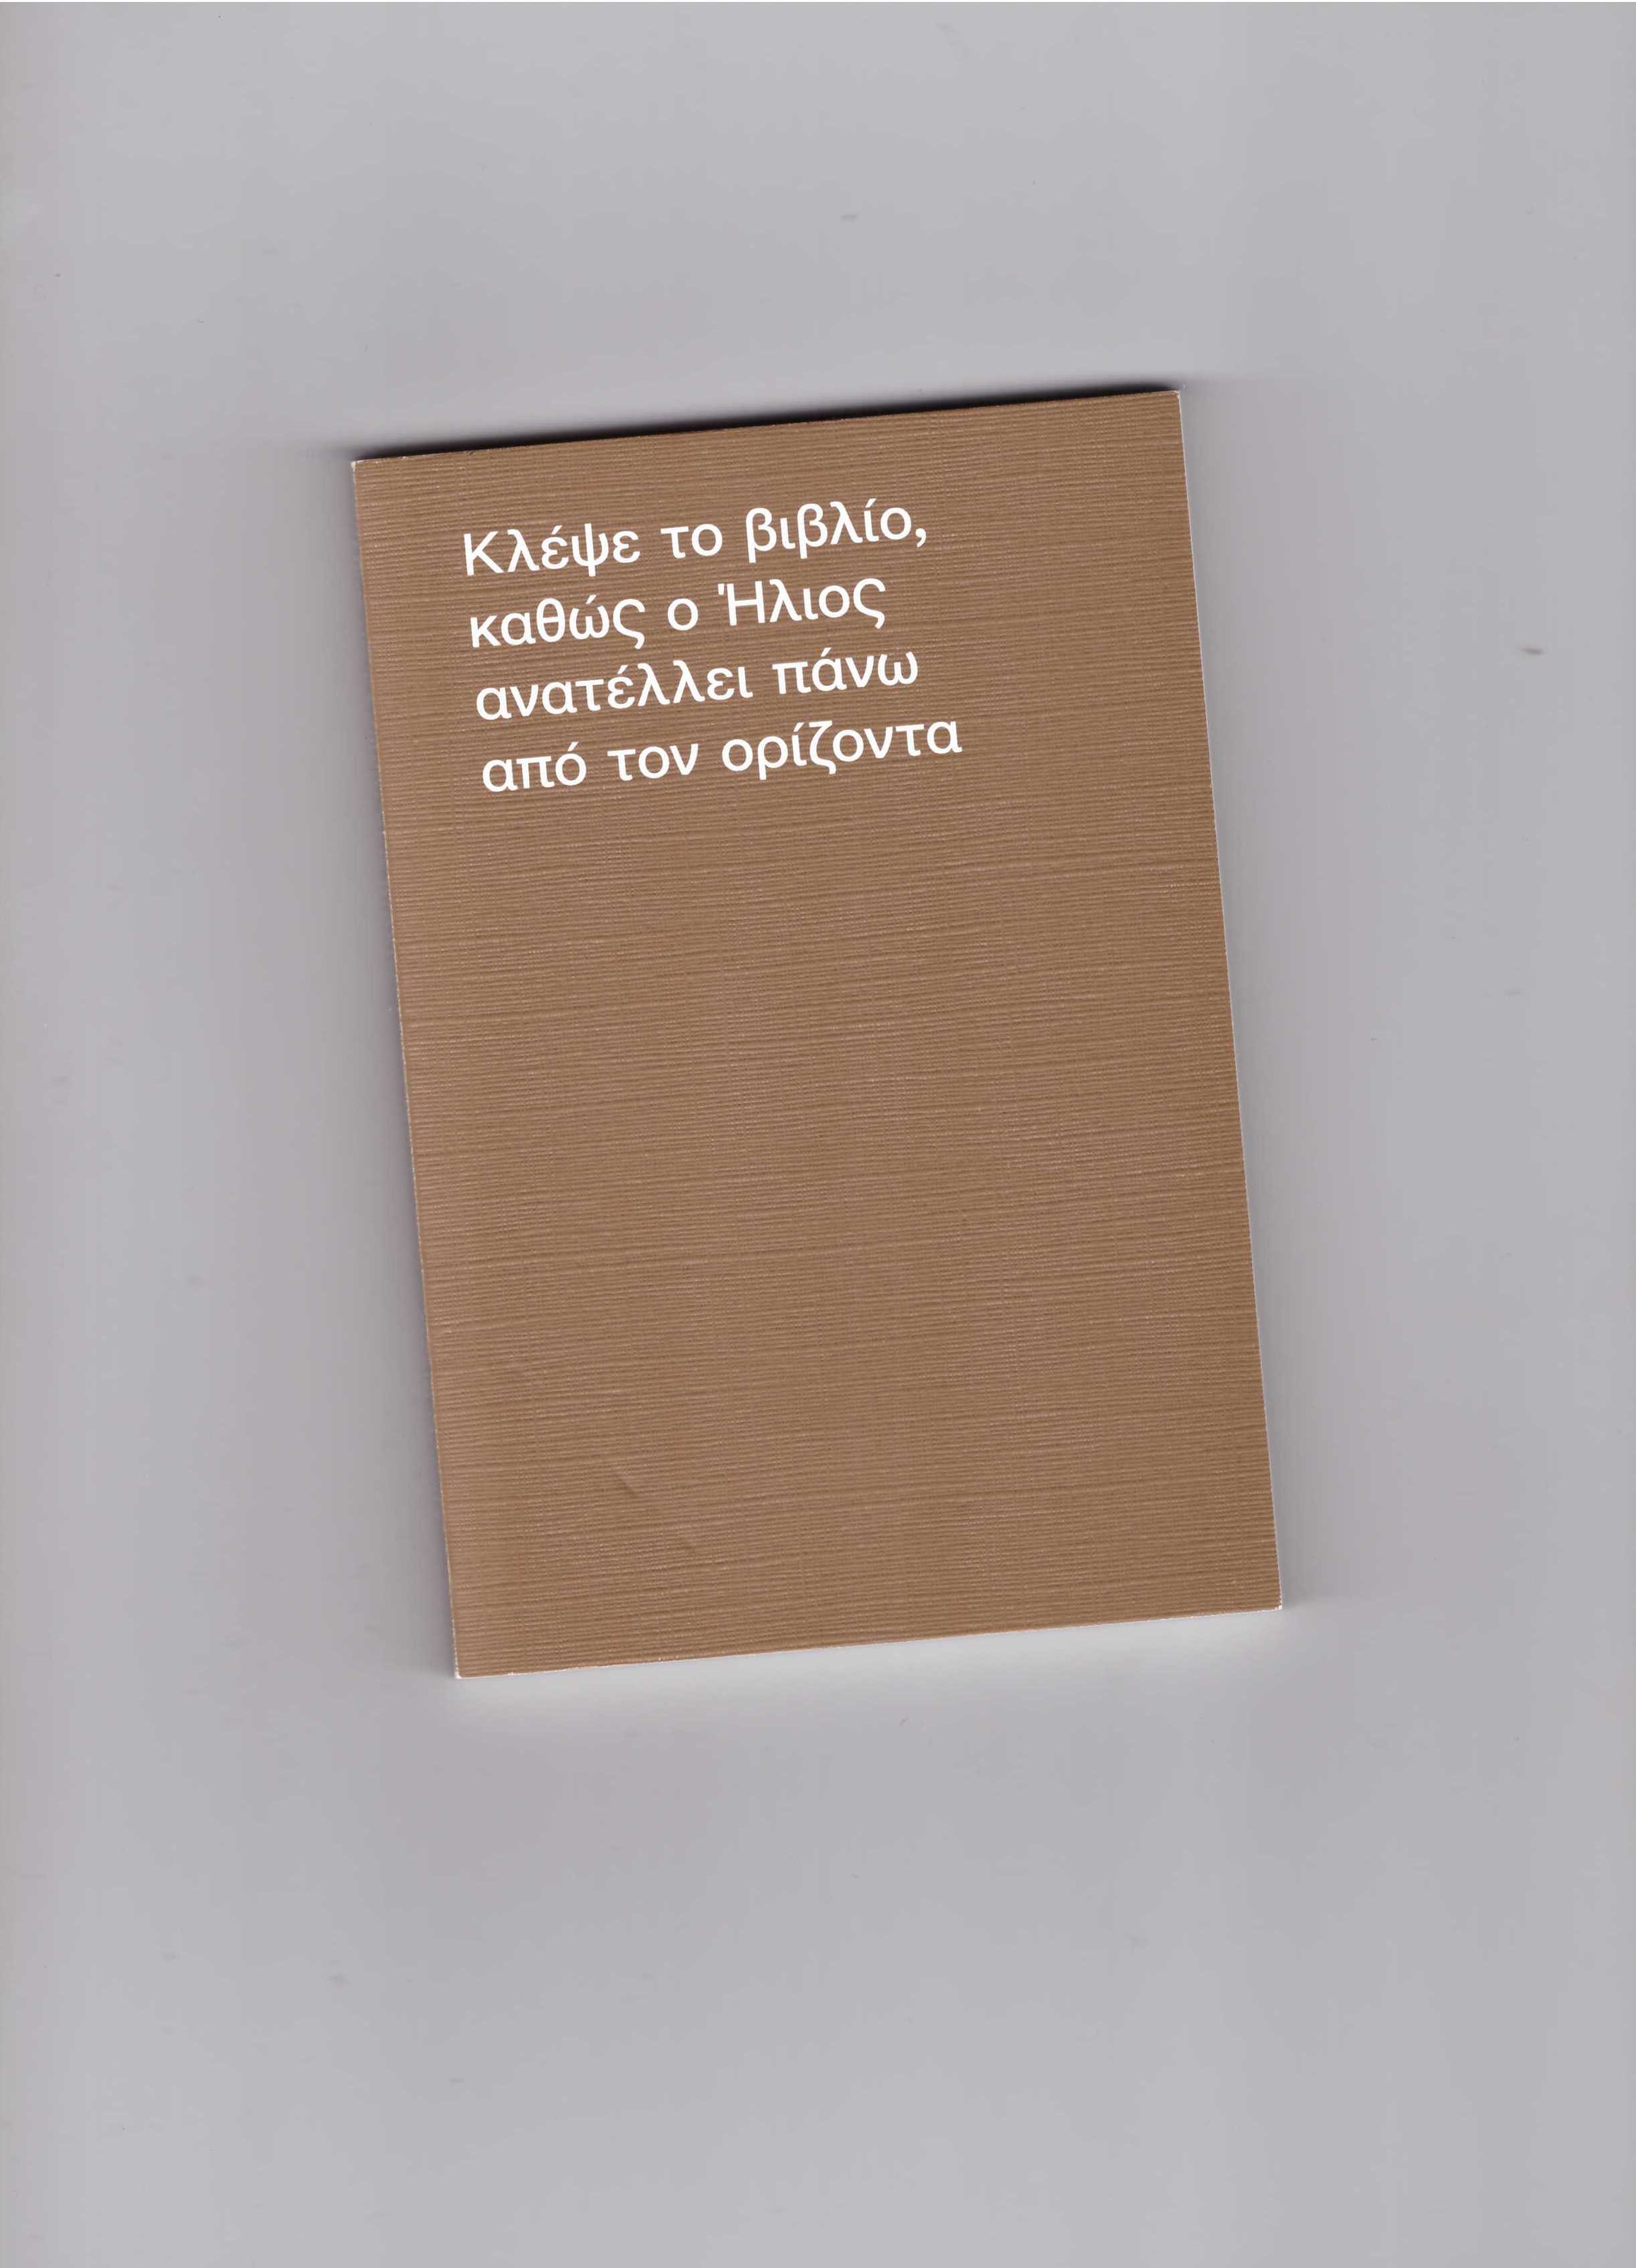 Κλέψε το βιβλίο,
καθώς ο Ήλιος
ανατέλλει πάνω
από τον ορίζοντα